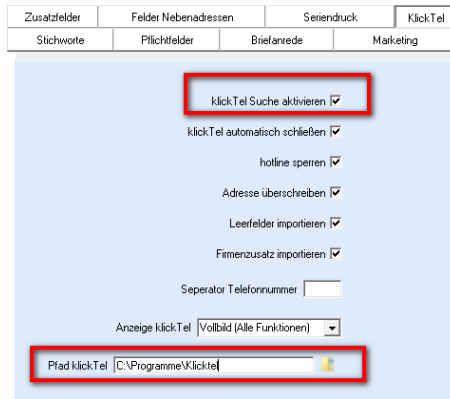 Zusatzfelder Felder Nebenadressen Seriendruck KlickTel
Stichworte Pflichtfelder Briefanrede Marketing
klickTel Suche aktivieren
klickTel automatisch schließen
hotline sperren
Adresse überschreiben
Leerfelder importieren
Firmenzusatz importieren
Seperator Telefonnummer
Anzeige klickTel Vollbild (Alle Funktionen)
Pfad klickTel C:\Programme\Klicktel